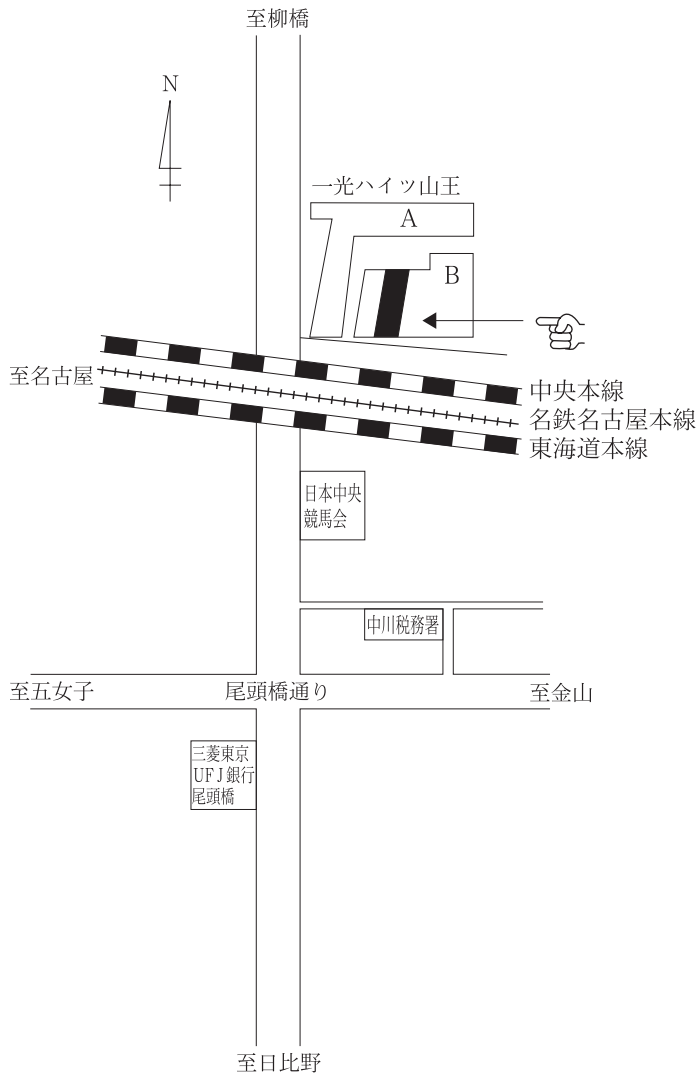 至柳橋
N
一光ハイツ山王
A
B
至名古屋
中央本線
名鉄名古屋本線
東海道本線
日本中央
競馬会
中川税務署
至五女子
尾頭橋通り
至金山
三菱東京
UFJ銀行
尾頭橋
至日比野